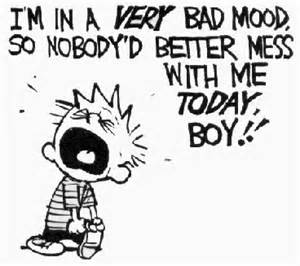 I'M IN A VERY BAD MOOD,
SO NOBODY'D BETTER MESS
WITH ME
TODAY,
BOY!!